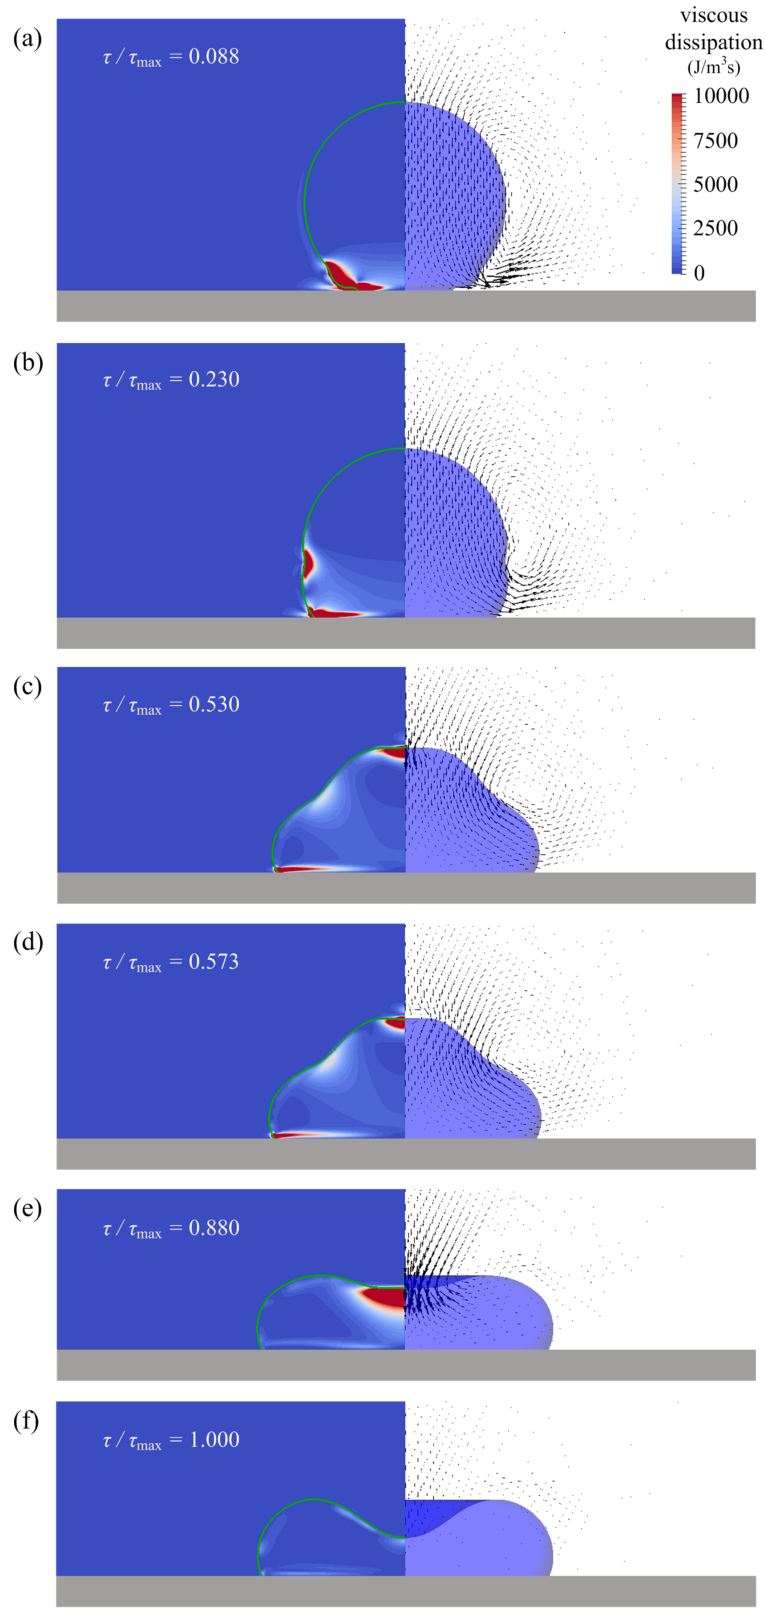 (a)
τ / τmax = 0.088
viscous
dissipation
(J/m³s)
10000
7500
5000
2500
0
(b)
τ / τmax = 0.230
(c)
τ / τmax = 0.530
(d)
τ / τmax = 0.573
(e)
τ / τmax = 0.880
(f)
τ / τmax = 1.000